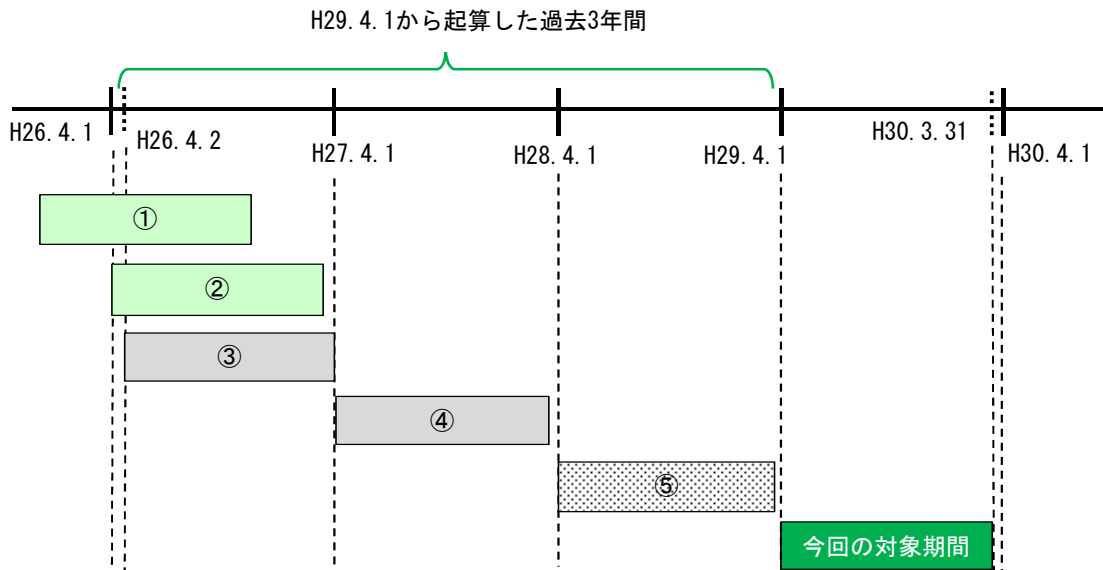 H29.4.1から起算した過去3年間
H26.4.1
H26.4.2
H27.4.1
H28.4.1
H29.4.1
H30.3.31
H30.4.1
①
②
③
④
⑤
今回の対象期間